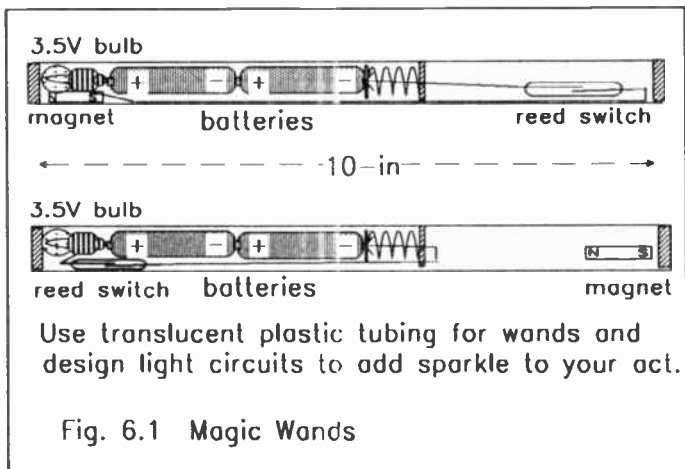 3.5V bulb
+ - + -
magnet batteries reed switch
10-in
3.5V bulb
+ - + -
N S
reed switch batteries magnet
Use translucent plastic tubing for wands and
design light circuits to add sparkle to your act.
Fig. 6.1 Magic Wands